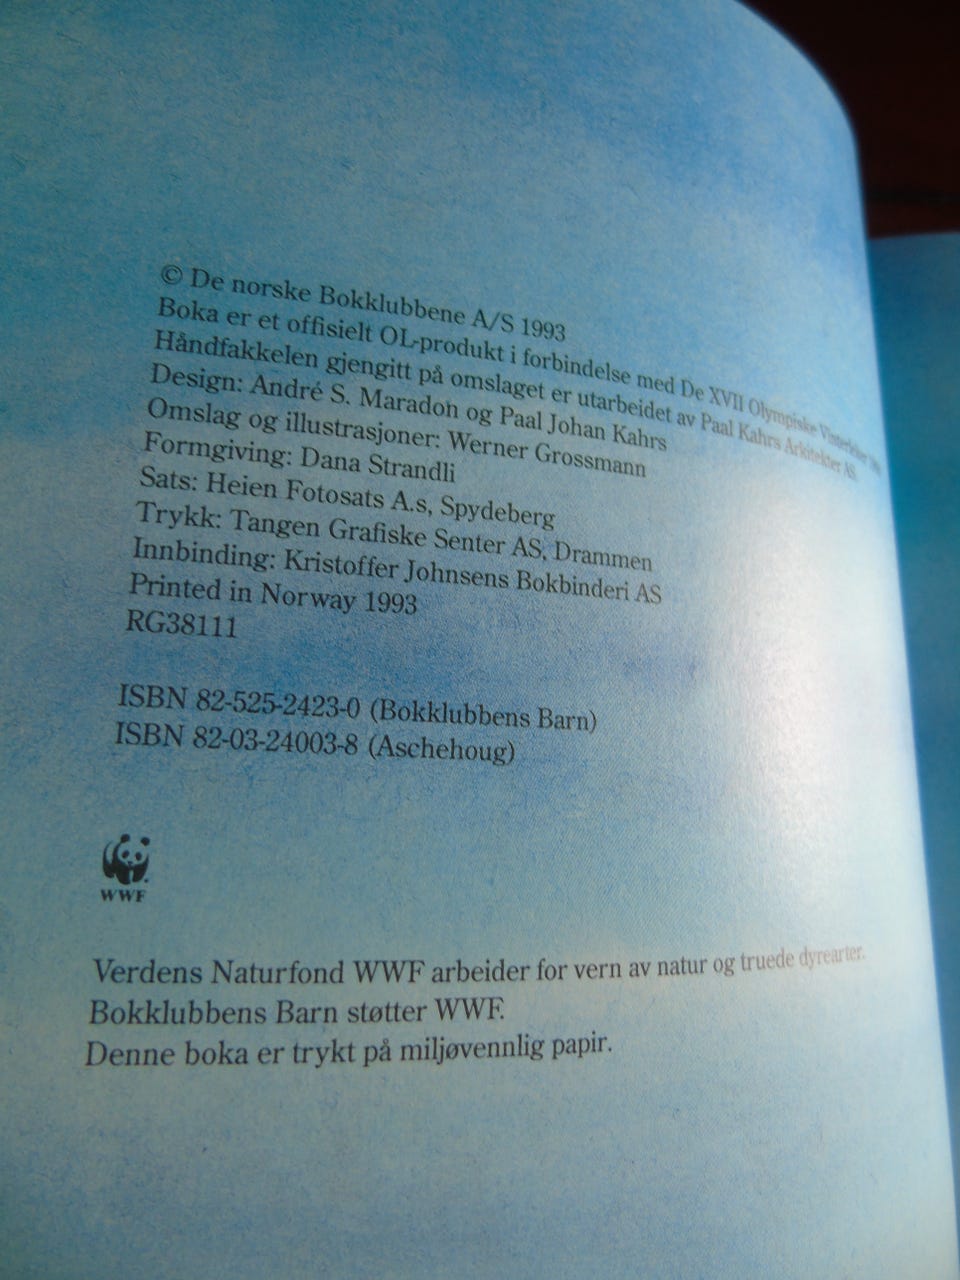 © De norske Bokklubbene A/S 1993
Boka er et offisielt OL-produkt i forbindelse med De XVII Olympiske Vinterleker
Håndfakkelen gjengitt på omslaget er utarbeidet av Paal Kahrs Arkitekter AS.
Design: André S. Maradon og Paal Johan Kahrs
Omslag og illustrasjoner: Werner Grossmann
Formgiving: Dana Strandli
Sats: Heien Fotosats A.s, Spydeberg
Trykk: Tangen Grafiske Senter AS, Drammen
Innbinding: Kristoffer Johnsens Bokbinderi AS
Printed in Norway 1993
RG38111
ISBN 82-525-2423-0 (Bokklubbens Barn)
ISBN 82-03-24003-8 (Aschehoug)
WWF
Verdens Naturfond WWF arbeider for vern av natur og truede dyrearter.
Bokklubbens Barn støtter WWF.
Denne boka er trykt på miljøvennlig papir.